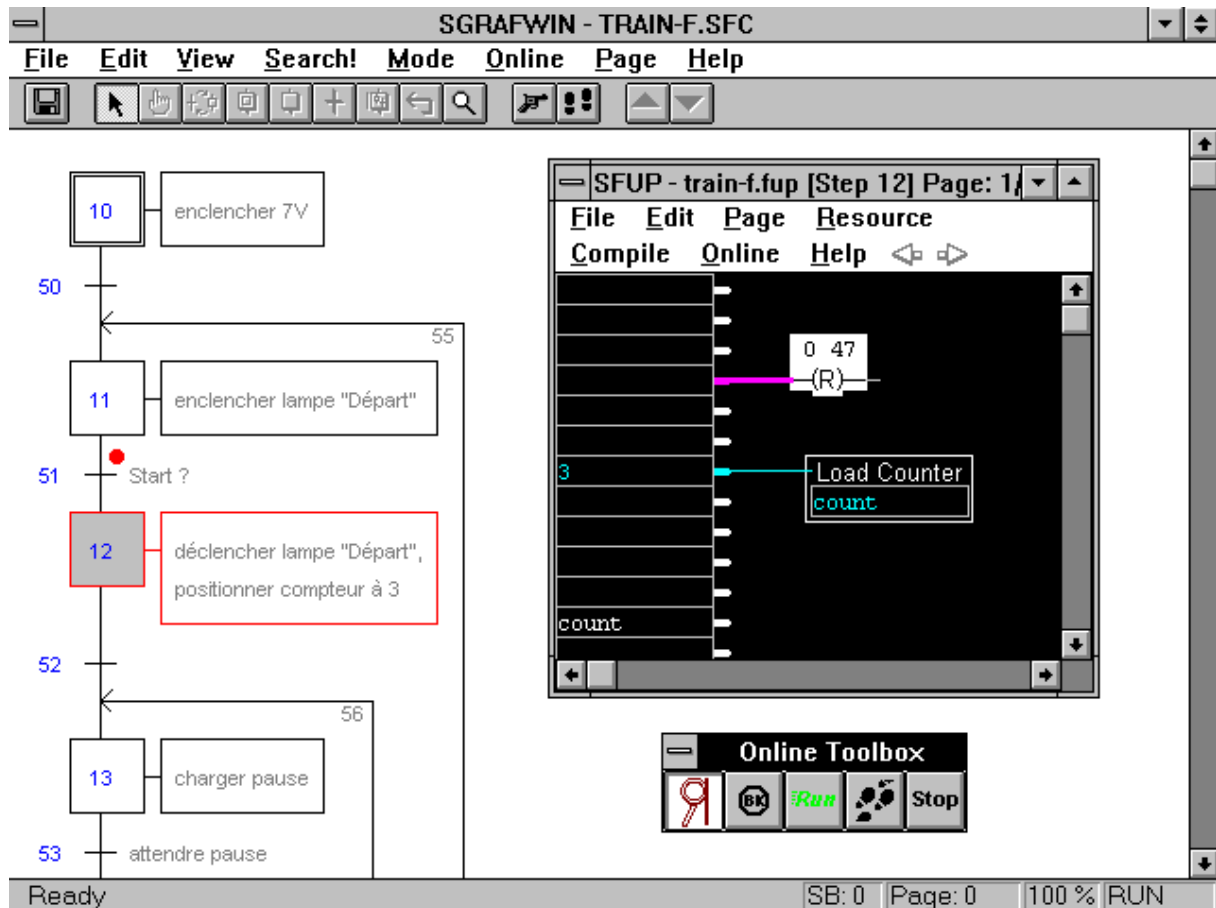 SGRAFWIN - TRAIN-F.SFC
File Edit View Search! Mode Online Page Help
10 enclencher 7V
50
55
11 enclencher lampe "Départ"
51 Start ?
12 déclencher lampe "Départ",
positionner compteur à 3
52
56
13 charger pause
53 attendre pause
SFUP - train-f.fup [Step 12] Page: 1/
File Edit Page Resource
Compile Online Help
0 47
(R)
3 Load Counter
count
count
Online Toolbox
BK Run Stop
Ready SB: 0 Page: 0 100 % RUN